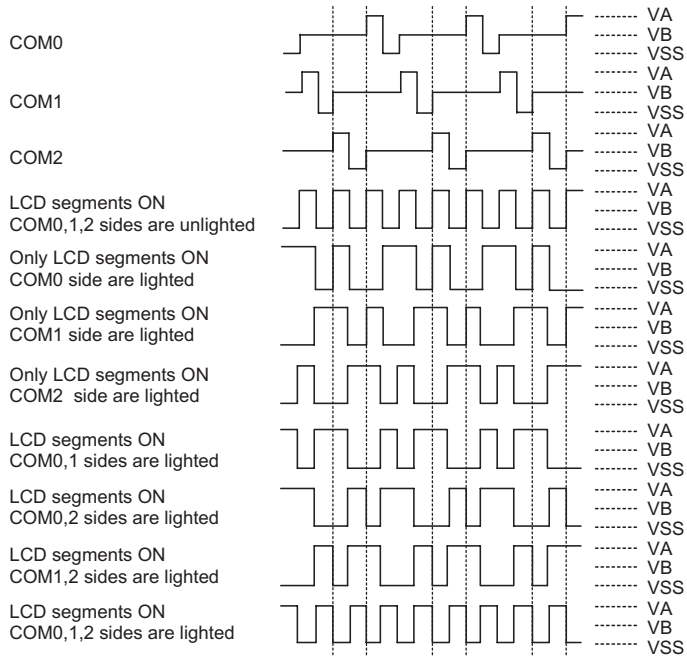 VA
COM0
VB
VSS
VA
COM1
VB
VSS
VA
COM2
VB
VSS
LCD segments ON
COM0,1,2 sides are unlighted
VA
VB
VSS
Only LCD segments ON
COM0 side are lighted
VA
VB
VSS
Only LCD segments ON
COM1 side are lighted
VA
VB
VSS
Only LCD segments ON
COM2 side are lighted
VA
VB
VSS
LCD segments ON
COM0,1 sides are lighted
VA
VB
VSS
LCD segments ON
COM0,2 sides are lighted
VA
VB
VSS
LCD segments ON
COM1,2 sides are lighted
VA
VB
VSS
LCD segments ON
COM0,1,2 sides are lighted
VA
VB
VSS